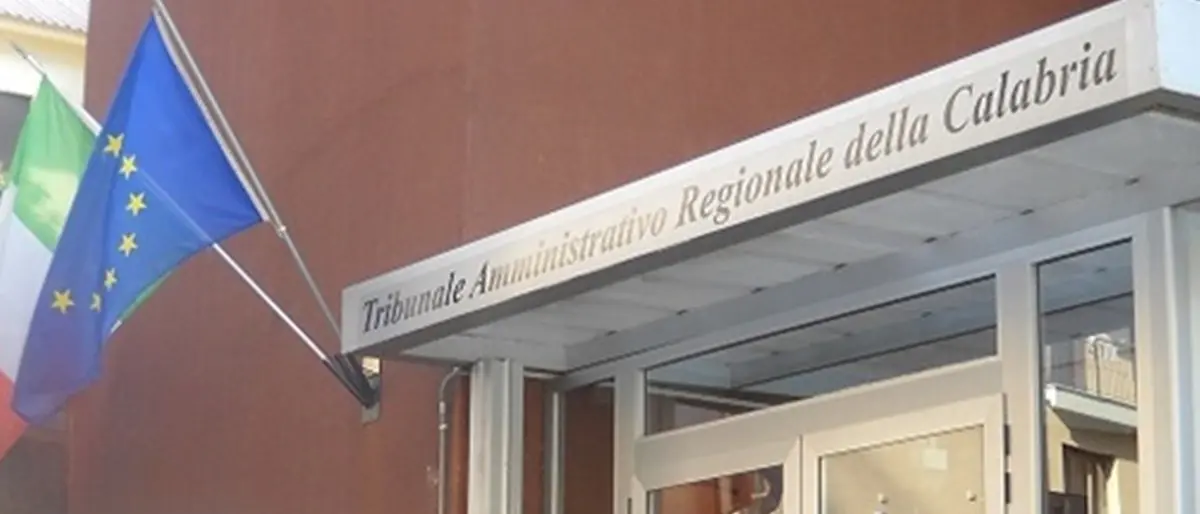 Tribunale Amministrativo Regionale della Calabria